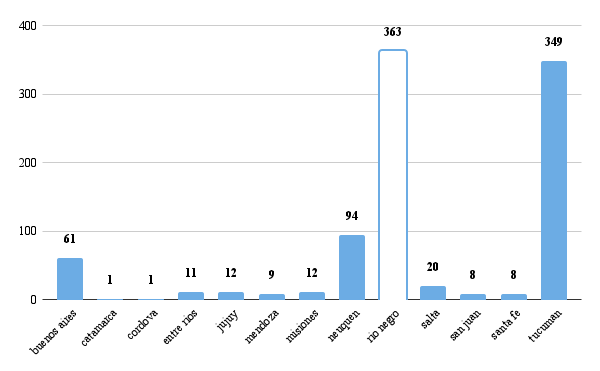 400
300
200
100
0
61
1
1
11
12
9
12
94
363
20
8
8
349
buenos aires
catamarca
cordova
entre rios
jujuy
mendoza
misiones
neuquen
rio negro
salta
san juan
santa fe
tucuman